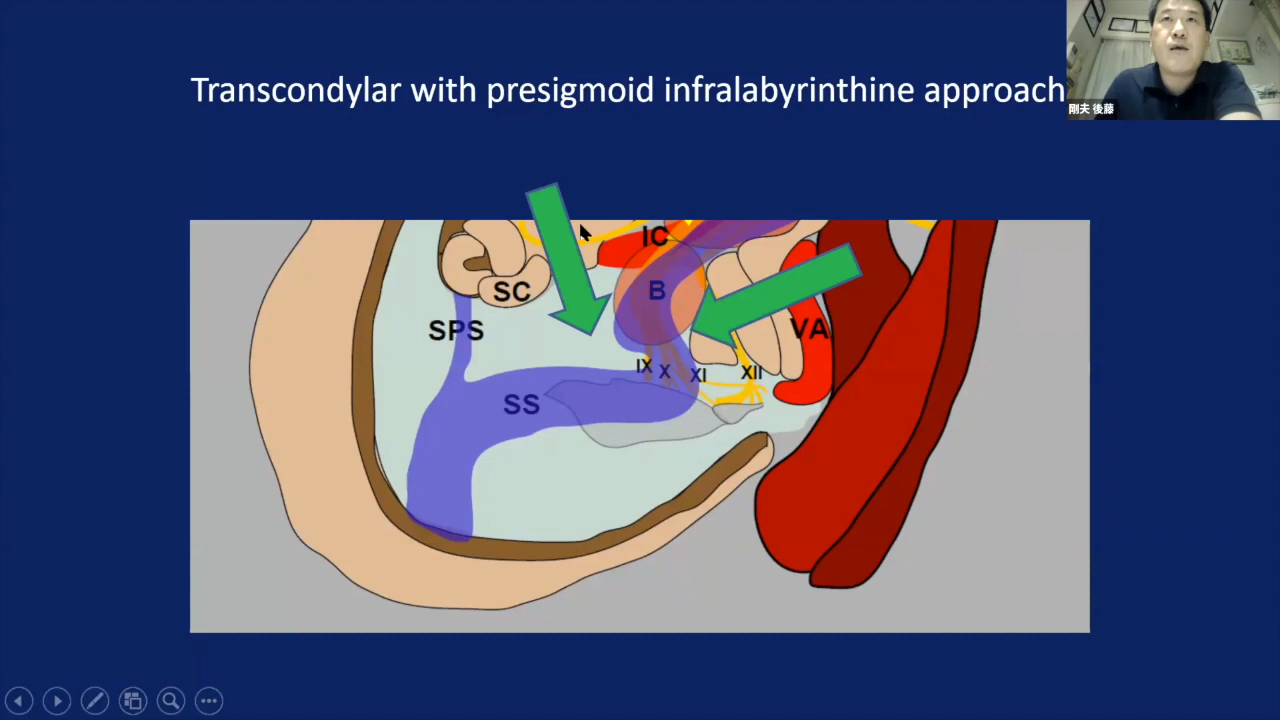 Transcondylar with presigmoid infralabyrinthine approach
剛夫 後藤
IC
SC
B
SPS
VA
IX
X
XI
XII
SS